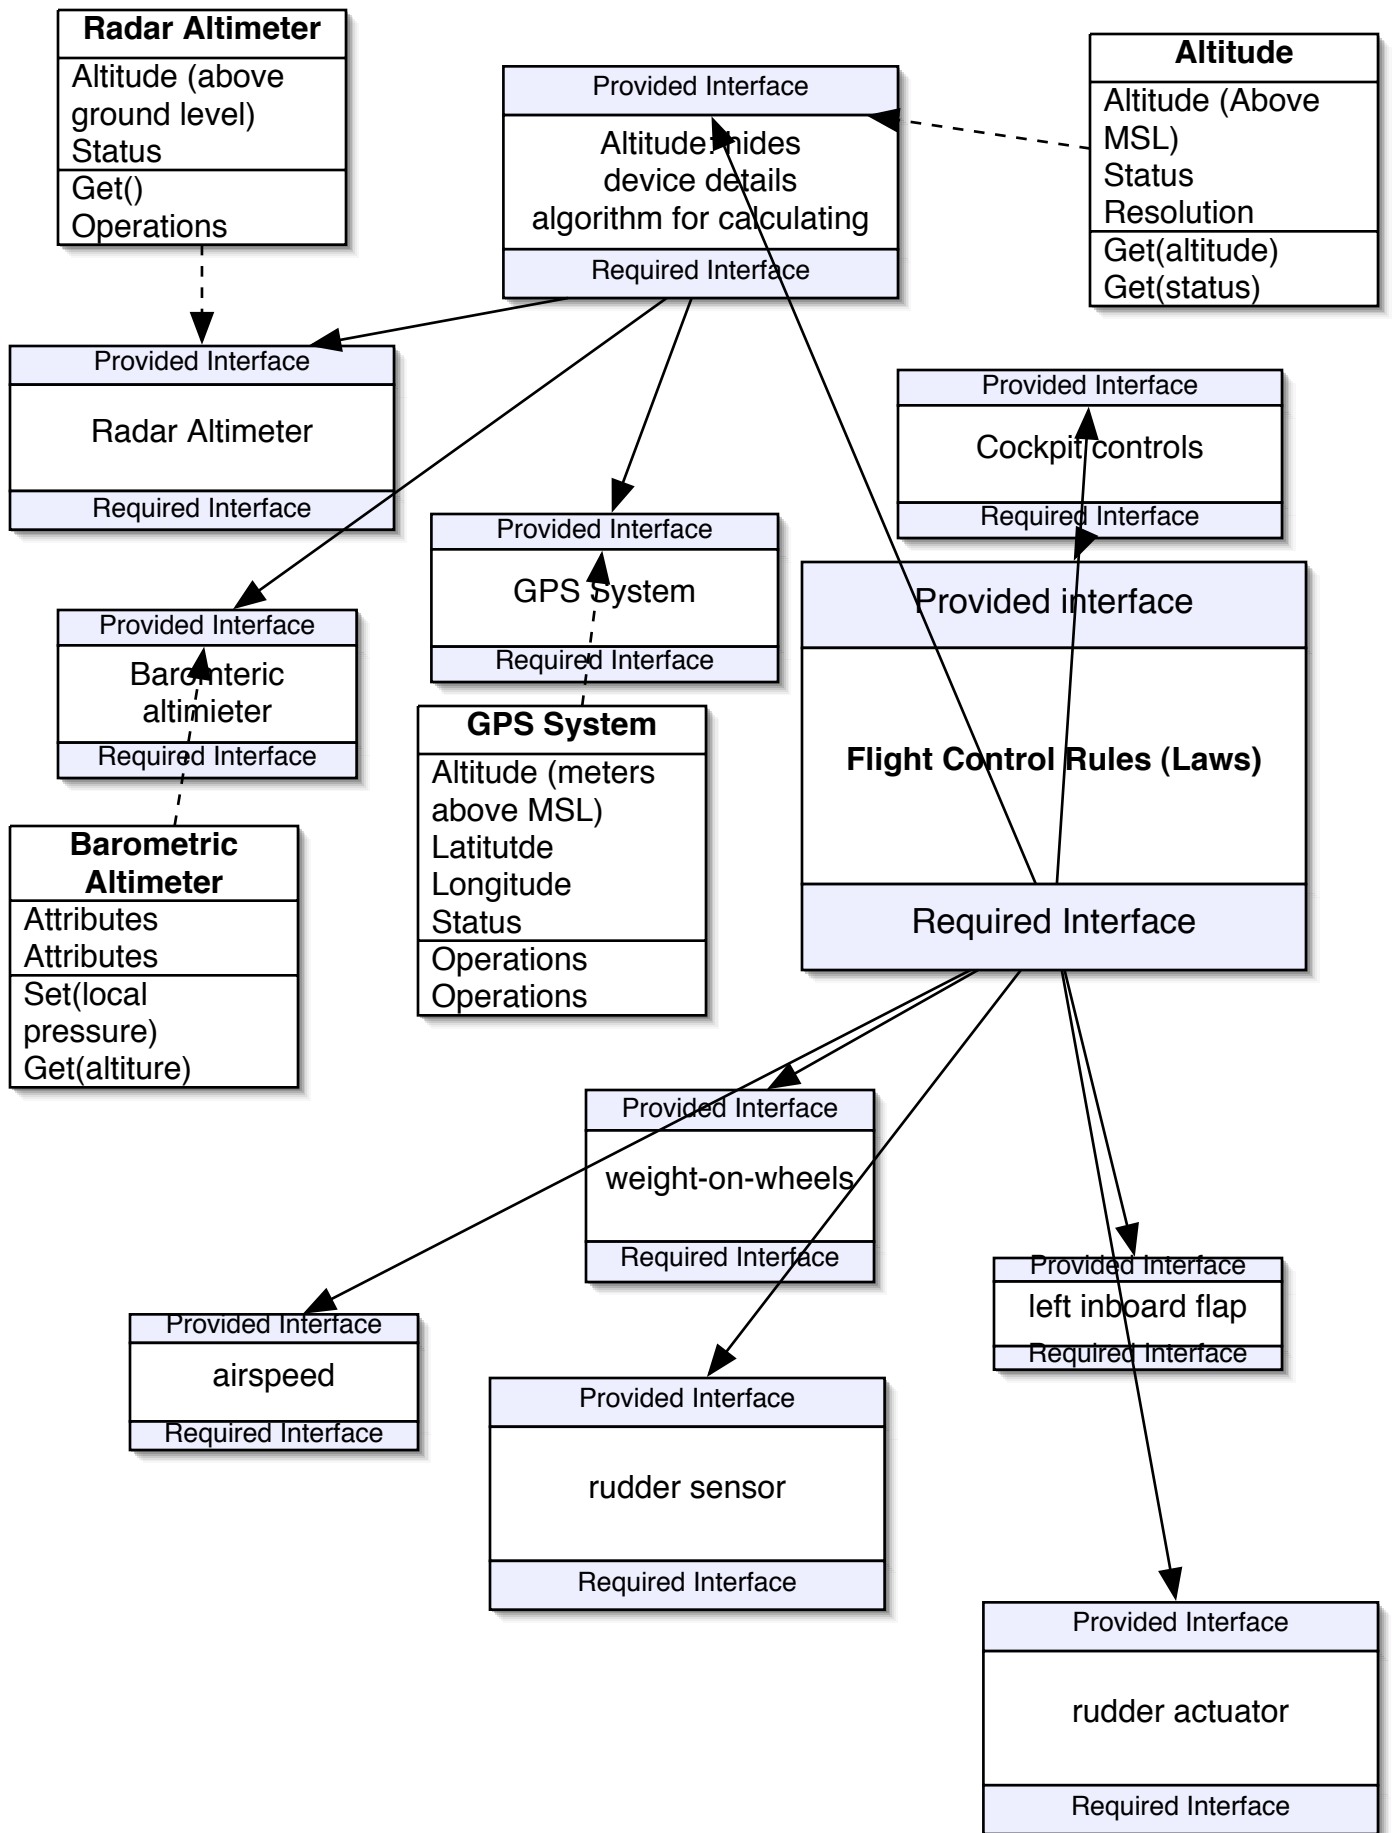 Radar Altimeter
Altitude (above
ground level)
Status
Get()
Operations
Provided Interface
Altitude: hides
device details
algorithm for calculating
Required Interface
Altitude
Altitude (Above
MSL)
Status
Resolution
Get(altitude)
Get(status)
Provided Interface
Radar Altimeter
Required Interface
Provided Interface
Cockpit controls
Required Interface
Provided Interface
GPS System
Required Interface
Provided interface
Flight Control Rules (Laws)
Required Interface
Provided Interface
Baromteric
altimieter
Required Interface
GPS System
Altitude (meters
above MSL)
Latitutde
Longitude
Status
Operations
Operations
Barometric
Altimeter
Attributes
Attributes
Set(local
pressure)
Get(altiture)
Provided Interface
weight-on-wheels
Required Interface
Provided Interface
left inboard flap
Required Interface
Provided Interface
airspeed
Required Interface
Provided Interface
rudder sensor
Required Interface
Provided Interface
rudder actuator
Required Interface